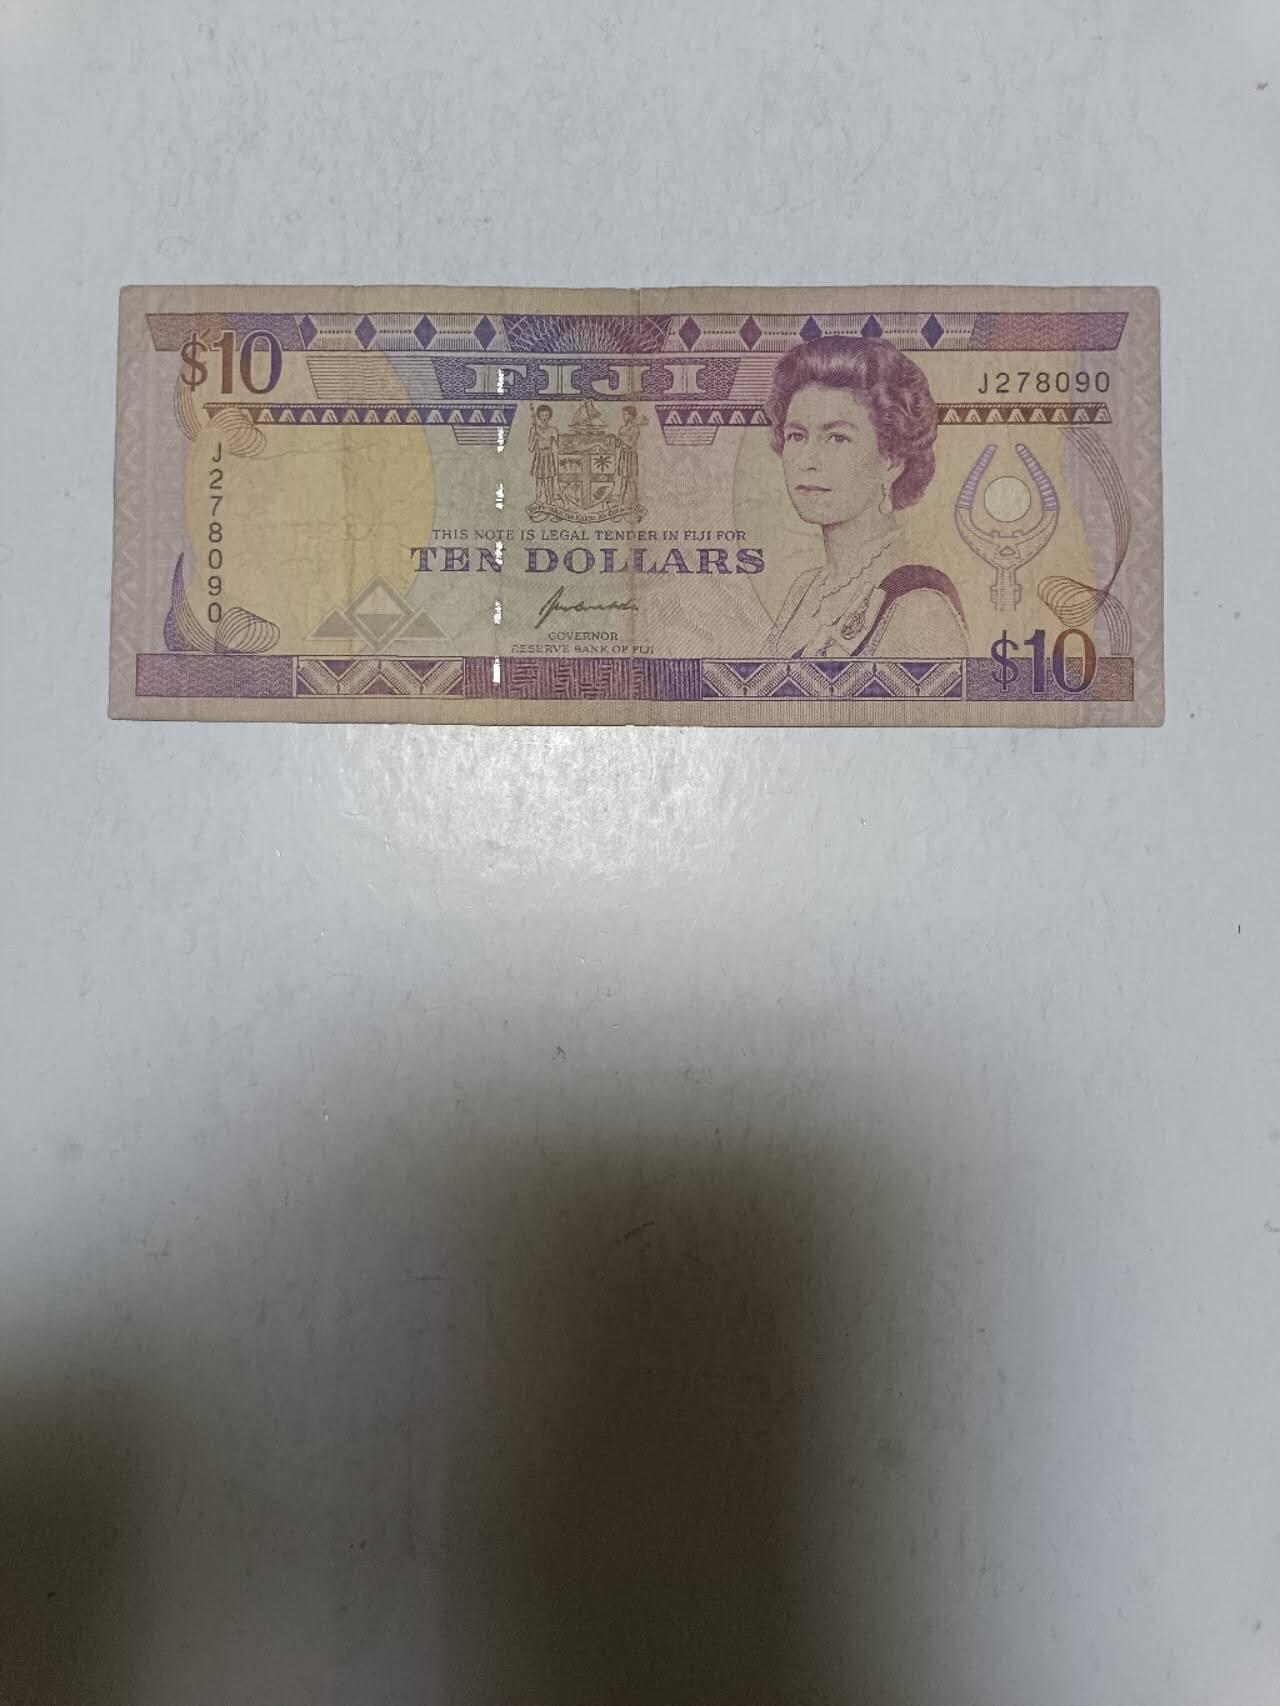 $10
FIJI
J278090
J278090
THIS NOTE IS LEGAL TENDER IN FIJI FOR
TEN DOLLARS
GOVERNOR
RESERVE BANK OF FIJI
$10